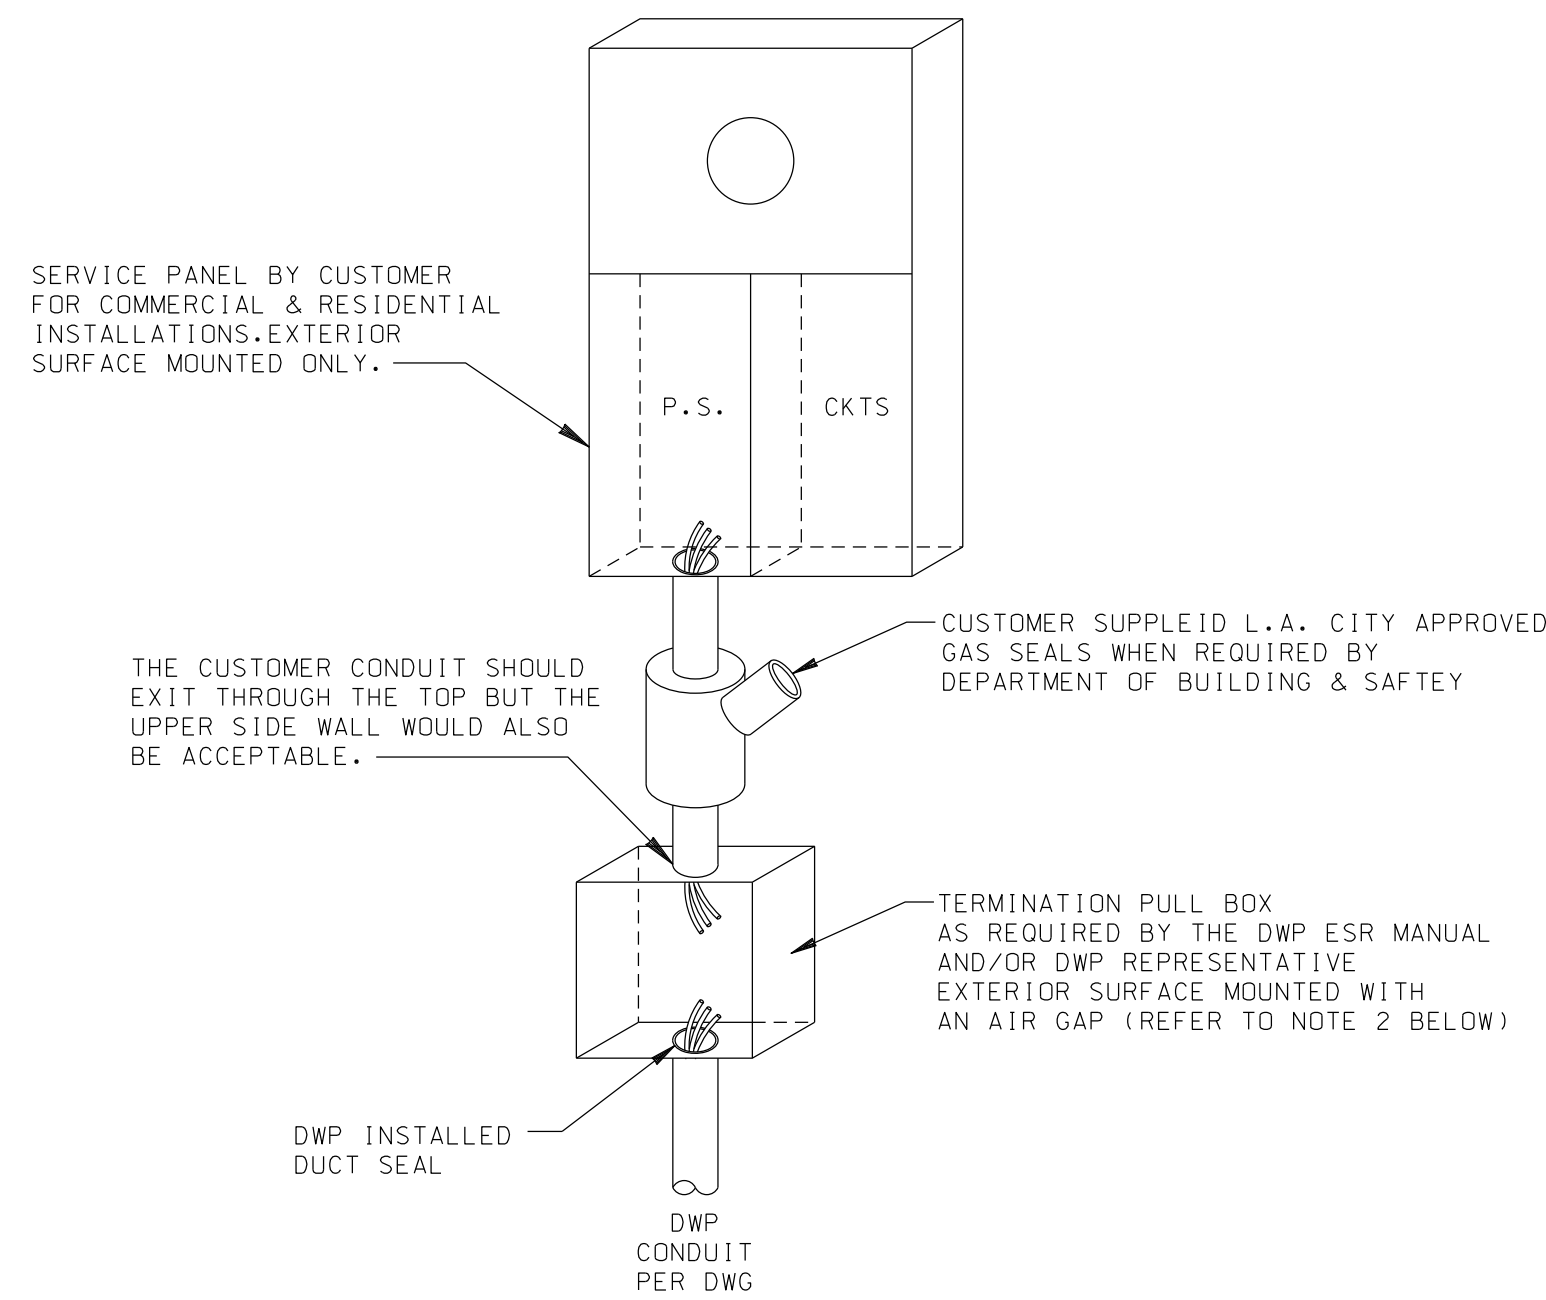 SERVICE PANEL BY CUSTOMER
FOR COMMERCIAL & RESIDENTIAL
INSTALLATIONS.EXTERIOR
SURFACE MOUNTED ONLY.
P.S.
CKTS
CUSTOMER SUPPLEID L.A. CITY APPROVED
GAS SEALS WHEN REQUIRED BY
DEPARTMENT OF BUILDING & SAFTEY
THE CUSTOMER CONDUIT SHOULD
EXIT THROUGH THE TOP BUT THE
UPPER SIDE WALL WOULD ALSO
BE ACCEPTABLE.
TERMINATION PULL BOX
AS REQUIRED BY THE DWP ESR MANUAL
AND/OR DWP REPRESENTATIVE
EXTERIOR SURFACE MOUNTED WITH
AN AIR GAP (REFER TO NOTE 2 BELOW)
DWP INSTALLED
DUCT SEAL
DWP
CONDUIT
PER DWG